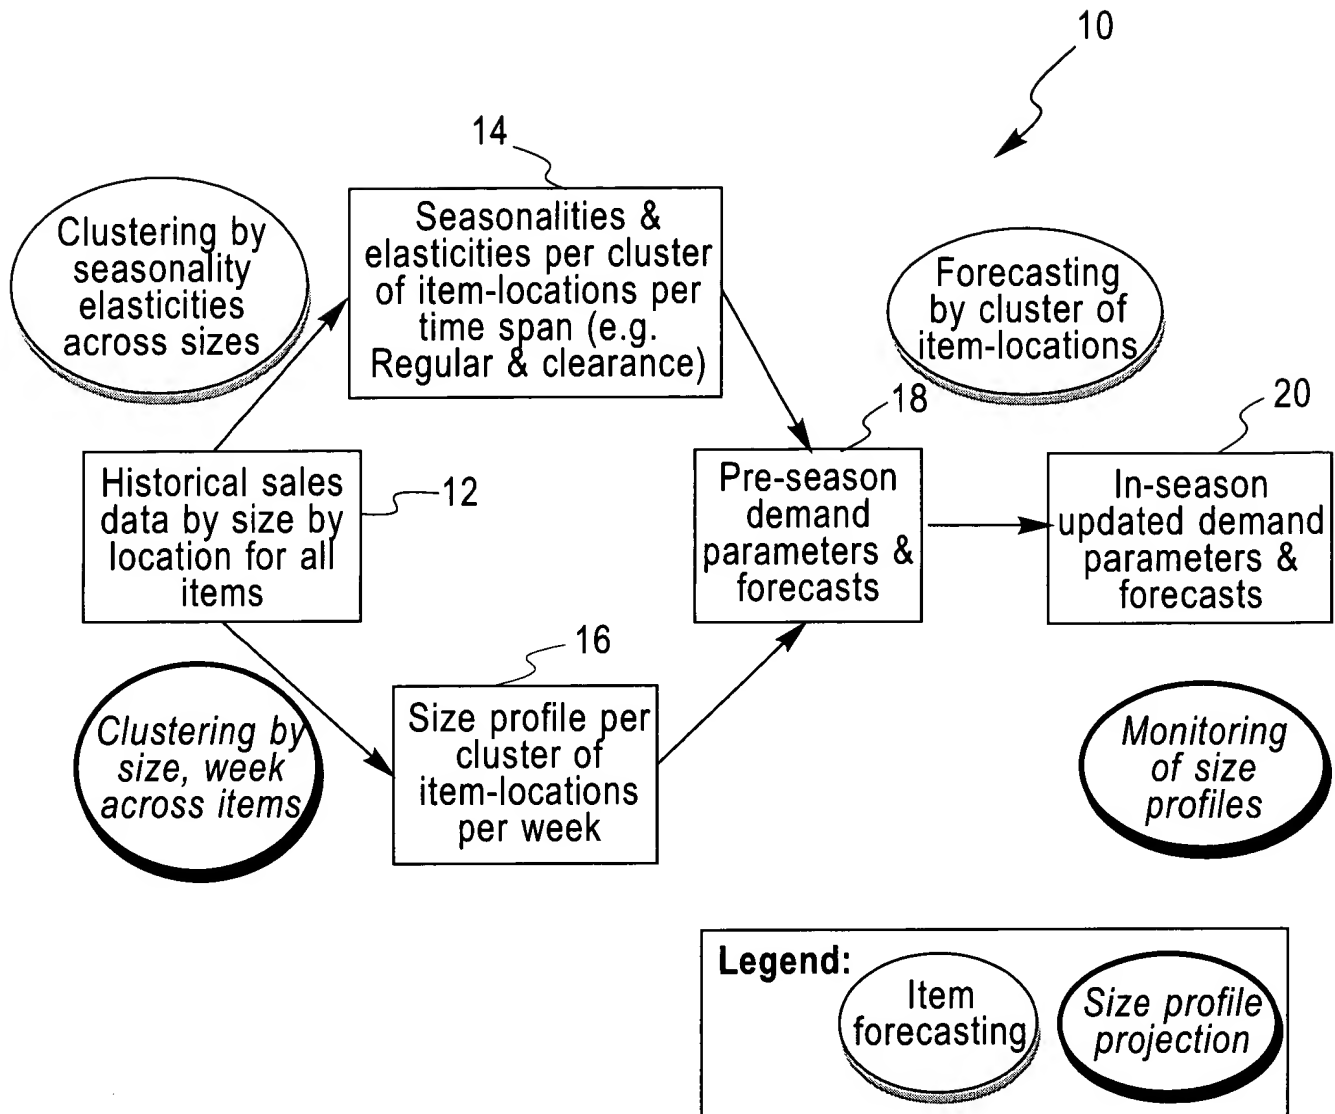 10
14
Clustering by
seasonality
elasticities
across sizes
Seasonalities &
elasticities per cluster
of item-locations per
time span (e.g.
Regular & clearance)
Forecasting
by cluster of
item-locations
18
20
Historical sales
data by size by
location for all
items
12
Pre-season
demand
parameters &
forecasts
In-season
updated demand
parameters &
forecasts
16
Clustering by
size, week
across items
Size profile per
cluster of
item-locations
per week
Monitoring
of size
profiles
Legend:
Item
forecasting
Size profile
projection